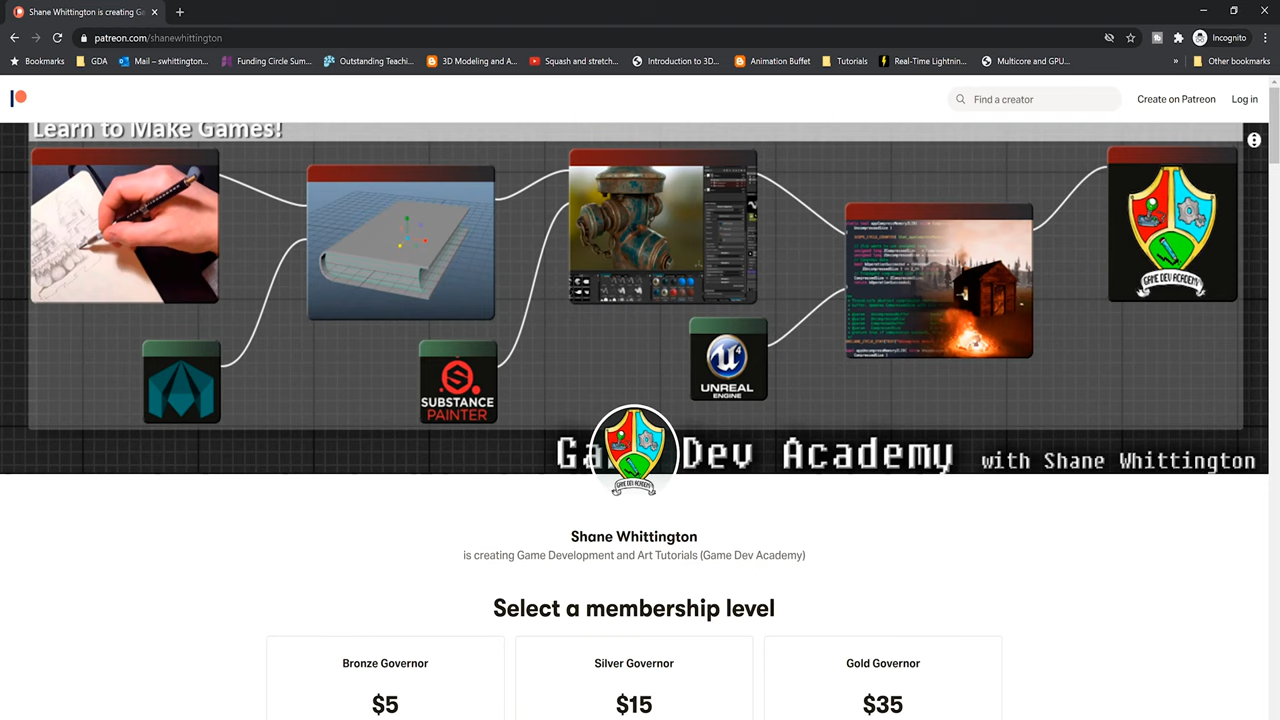 Shane Whittington is creating Ga
patreon.com/shanewhittington
Incognito
Bookmarks
GDA
Mail – swhittington...
Funding Circle Sum...
Outstanding Teachi...
3D Modeling and A...
Squash and stretch...
Introduction to 3D...
Animation Buffet
Tutorials
Real-Time Lightnin...
Multicore and GPU...
»
Other bookmarks
Find a creator
Create on Patreon
Log in
Learn to Make Games!
GAME DEV ACADEMY
SUBSTANCE
PAINTER
4
UNREAL
ENGINE
Dev Academy with Shane Whittington
GAME DEV ACADEMY
Shane Whittington
is creating Game Development and Art Tutorials (Game Dev Academy)
Select a membership level
Bronze Governor
$5
Silver Governor
$15
Gold Governor
$35